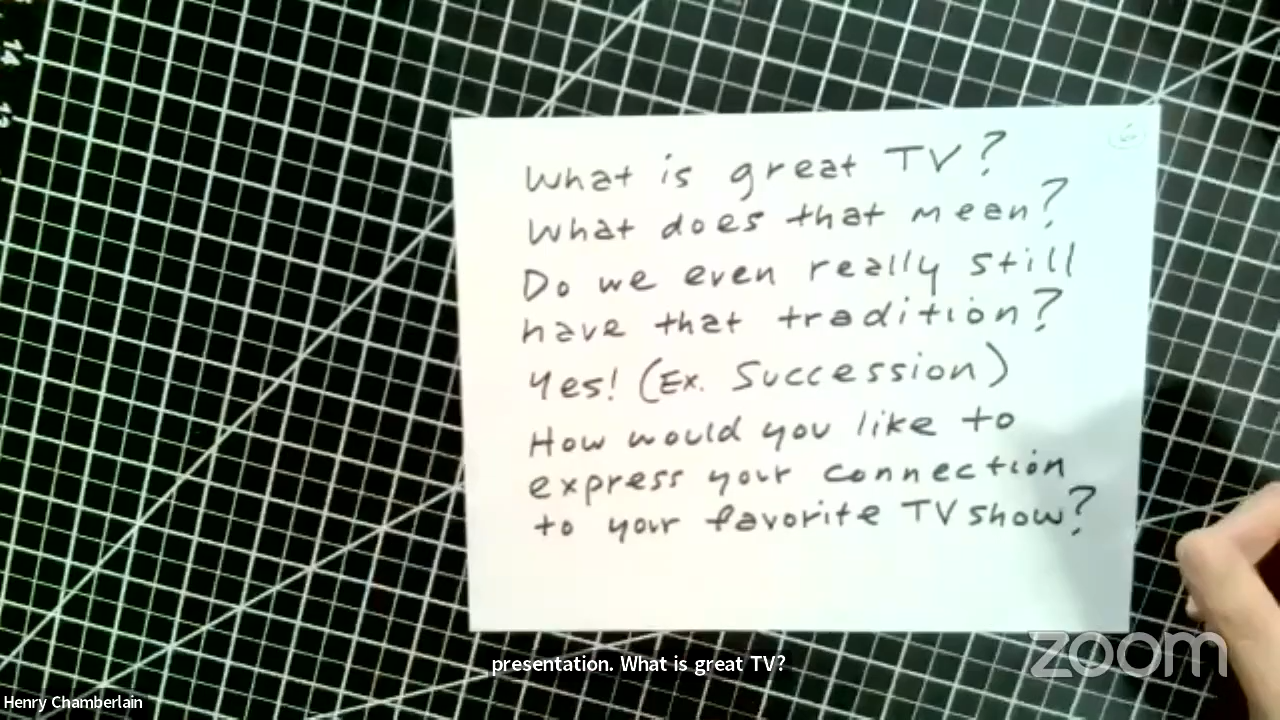 What is great TV?
What does that mean?
Do we even really still
have that tradition?
Yes! (Ex. Succession)
How would you like to
express your connection
to your favorite TV show?
zoom
presentation. What is great TV?
Henry Chamberlain